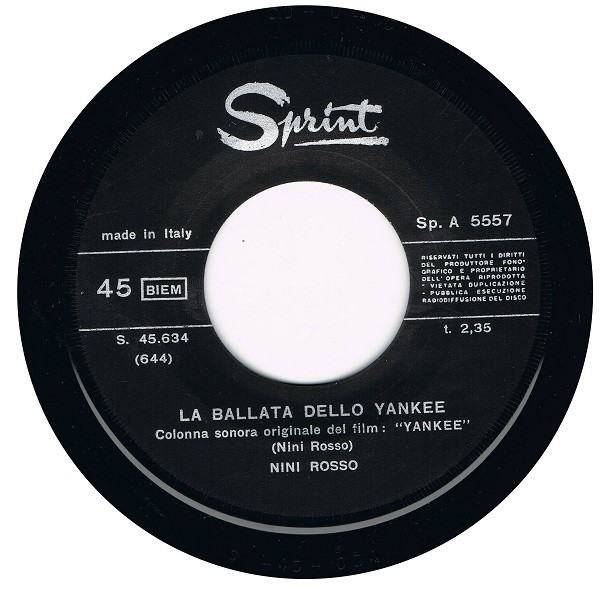 Sprint
made in Italy
Sp. A 5557
45 BIEM
RISERVATI TUTTI I DIRITTI
DEL PRODUTTORE FONO-
GRAFICO E PROPRIETARIO
DELL'OPERA RIPRODOTTA
- VIETATA DUPLICAZIONE
- PUBBLICA ESECUZIONE
RADIODIFFUSIONE DEL DISCO
S. 45.634
(644)
t. 2,35
LA BALLATA DELLO YANKEE
Colonna sonora originale del film: "YANKEE"
(Nini Rosso)
NINI ROSSO